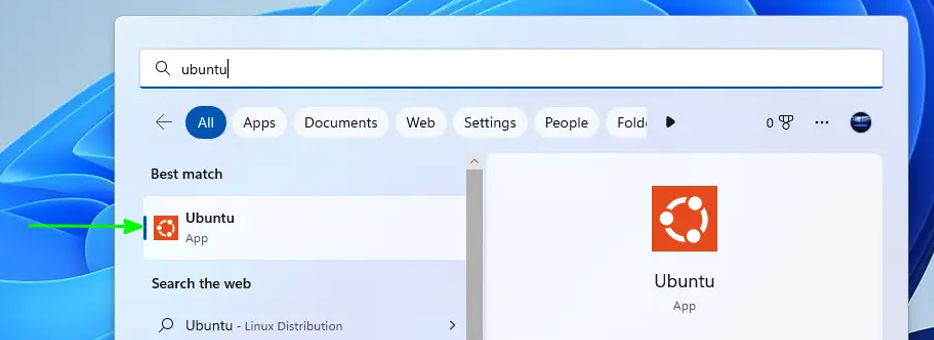 ubuntu
All Apps Documents Web Settings People Folde 0
Best match
Ubuntu
App
Search the web
Ubuntu - Linux Distribution
Ubuntu
App